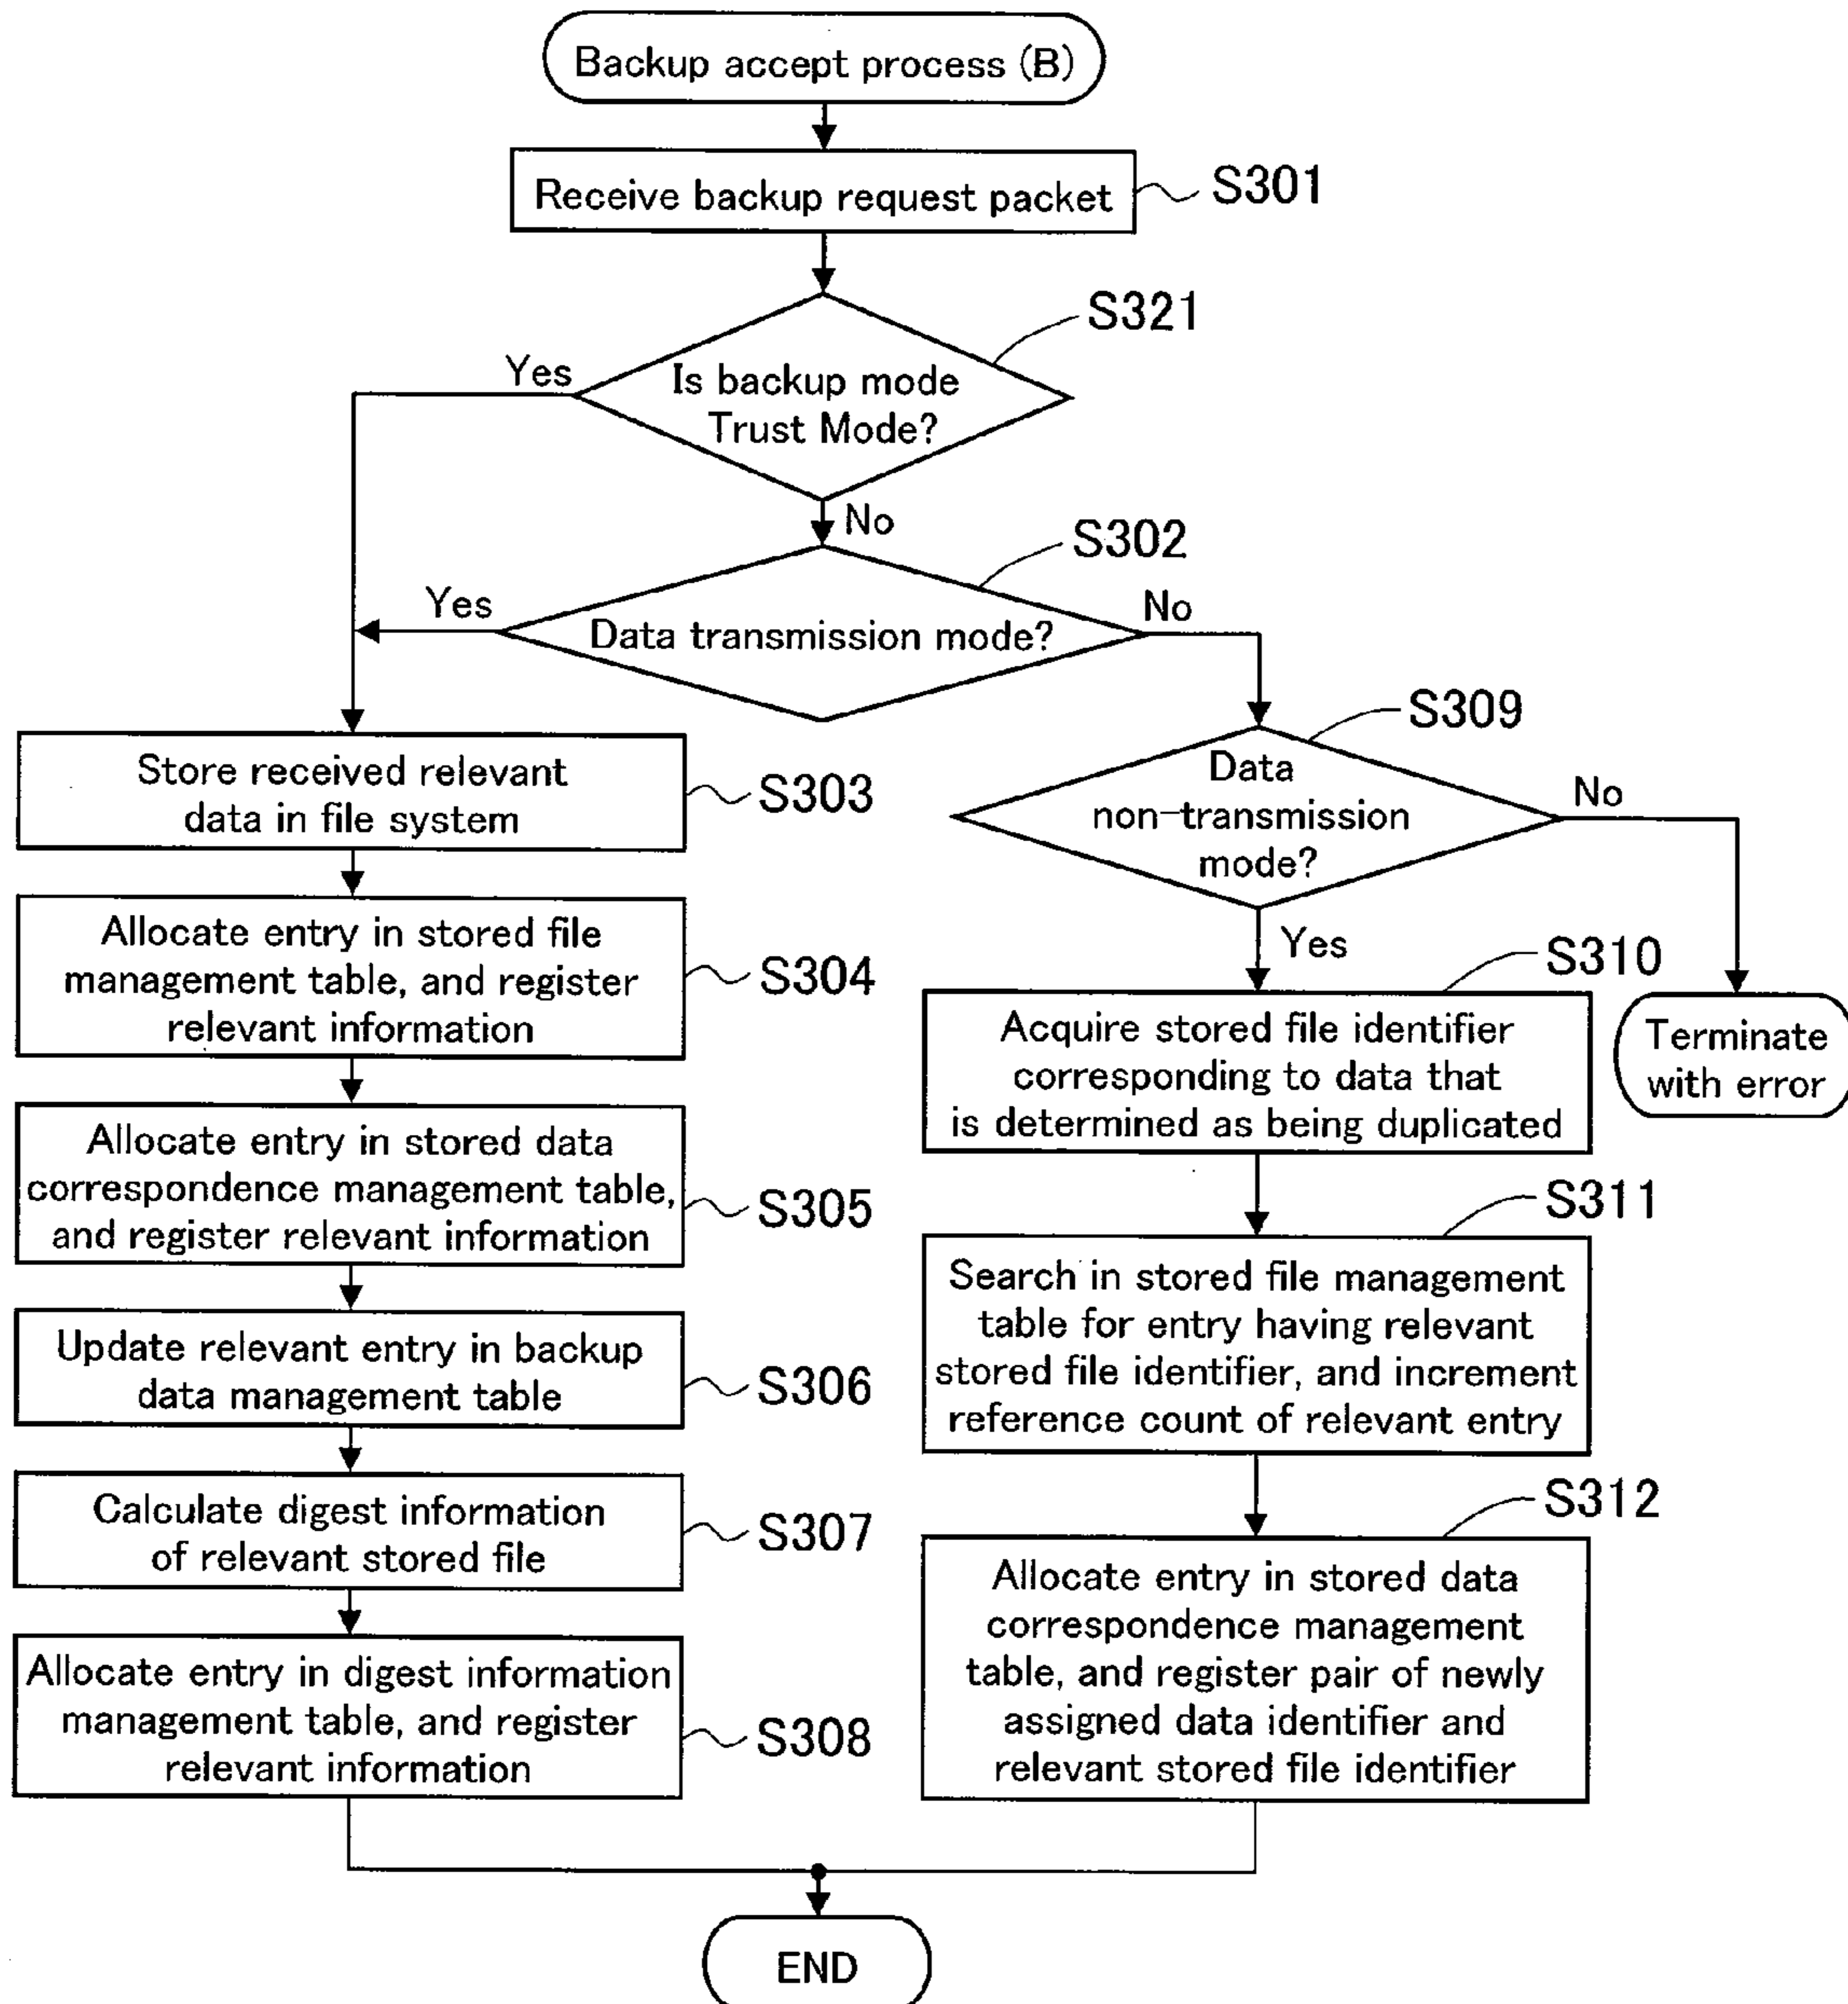 Backup accept process (B)
Receive backup request packet
S301
S321
Yes
Is backup mode
Trust Mode?
No
S302
Yes
Data transmission mode?
No
S309
Data
non-transmission
mode?
No
Yes
Store received relevant
data in file system
S303
Allocate entry in stored file
management table, and register
relevant information
S304
Allocate entry in stored data
correspondence management table,
and register relevant information
S305
Update relevant entry in backup
data management table
S306
Calculate digest information
of relevant stored file
S307
Allocate entry in digest information
management table, and register
relevant information
S308
S310
Acquire stored file identifier
corresponding to data that
is determined as being duplicated
Terminate
with error
S311
Search in stored file management
table for entry having relevant
stored file identifier, and increment
reference count of relevant entry
S312
Allocate entry in stored data
correspondence management
table, and register pair of newly
assigned data identifier and
relevant stored file identifier
END